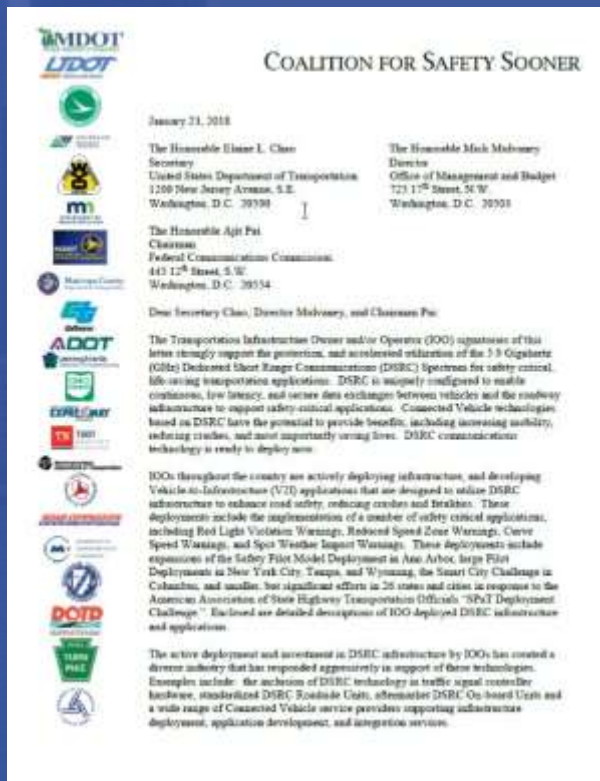 MDOT
UDOT
COALITION FOR SAFETY SOONER
January 23, 2018
The Honorable Elaine L. Chao
Secretary
United States Department of Transportation
1200 New Jersey Avenue, S.E.
Washington, D.C. 20590
The Honorable Mick Mulvaney
Director
Office of Management and Budget
725 17th Street, N.W.
Washington, D.C. 20503
The Honorable Ajit Pai
Chairman
Federal Communications Commission
445 12th Street, S.W.
Washington, D.C. 20554
Dear Secretary Chao, Director Mulvaney, and Chairman Pai:
The Transportation Infrastructure Owner and/or Operator (IOO) signatories of this
letter strongly support the protection, and accelerated utilization of the 5.9 Gigahertz
(GHz) Dedicated Short Range Communications (DSRC) Spectrum for safety critical,
life-saving transportation applications. DSRC is uniquely configured to enable
continuous, low latency, and secure data exchanges between vehicles and the roadway
infrastructure to support safety-critical applications. Connected Vehicle technologies
based on DSRC have the potential to provide benefits, including increasing mobility,
reducing crashes, and most importantly saving lives. DSRC communications
technology is ready to deploy now.
IOOs throughout the country are actively deploying infrastructure, and developing
Vehicle-to-Infrastructure (V2I) applications that are designed to utilize DSRC
infrastructure to enhance road safety, reducing crashes and fatalities. These
deployments include the implementation of a number of safety critical applications,
including Red Light Violation Warnings, Reduced Speed Zone Warnings, Curve
Speed Warnings, and Spot Weather Impact Warnings. These deployments include
expansions of the Safety Pilot Model Deployment in Ann Arbor, large Pilot
Deployments in New York City, Tampa, and Wyoming, the Smart City Challenge in
Columbus, and smaller, but significant efforts in 26 states and cities in response to the
American Association of State Highway Transportation Officials "SPaT Deployment
Challenge." Enclosed are detailed descriptions of IOO deployed DSRC infrastructure
and applications.
The active deployment and investment in DSRC infrastructure by IOOs has created a
diverse industry that has responded aggressively in support of these technologies.
Examples include: the inclusion of DSRC technology in traffic signal controller
hardware, standardized DSRC Roadside Units, aftermarket DSRC On-board Units and
a wide range of Connected Vehicle service providers supporting infrastructure
deployment, application development, and integration services.
Maricopa County
ADOT
pennsylvania
DOTD